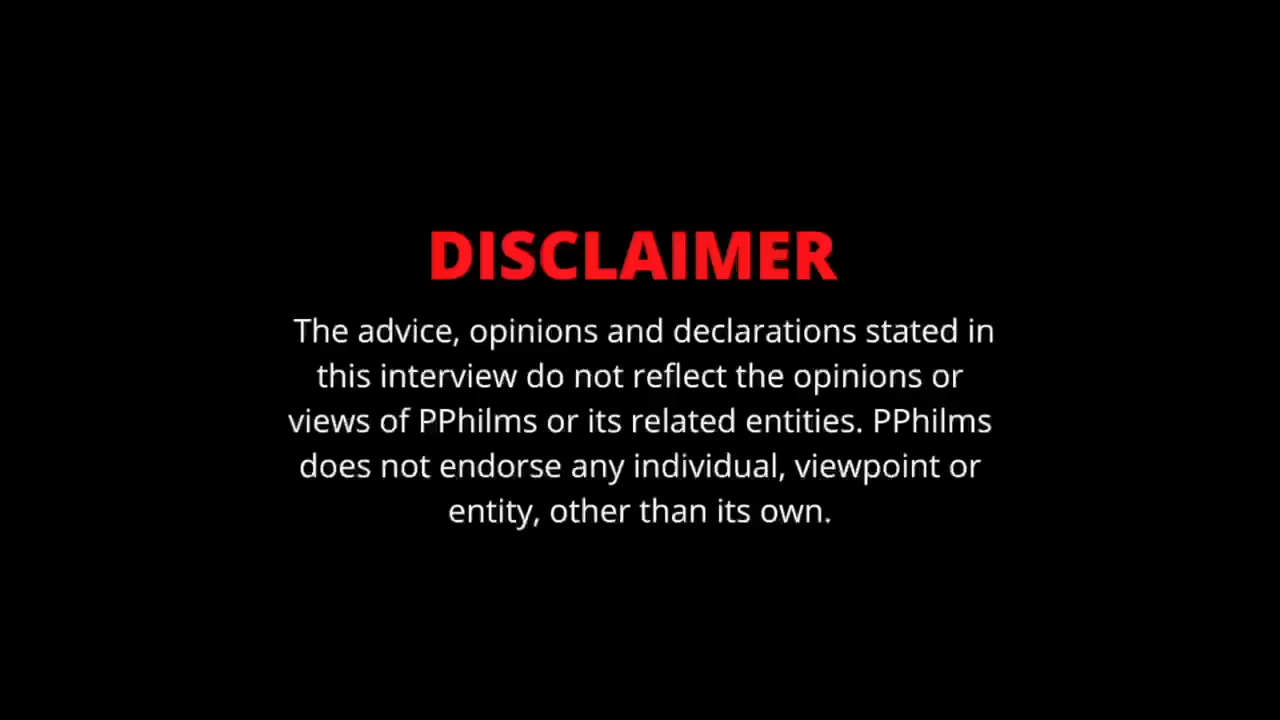 DISCLAIMER
The advice, opinions and declarations stated in
this interview do not reflect the opinions or
views of PPhilms or its related entities. PPhilms
does not endorse any individual, viewpoint or
entity, other than its own.